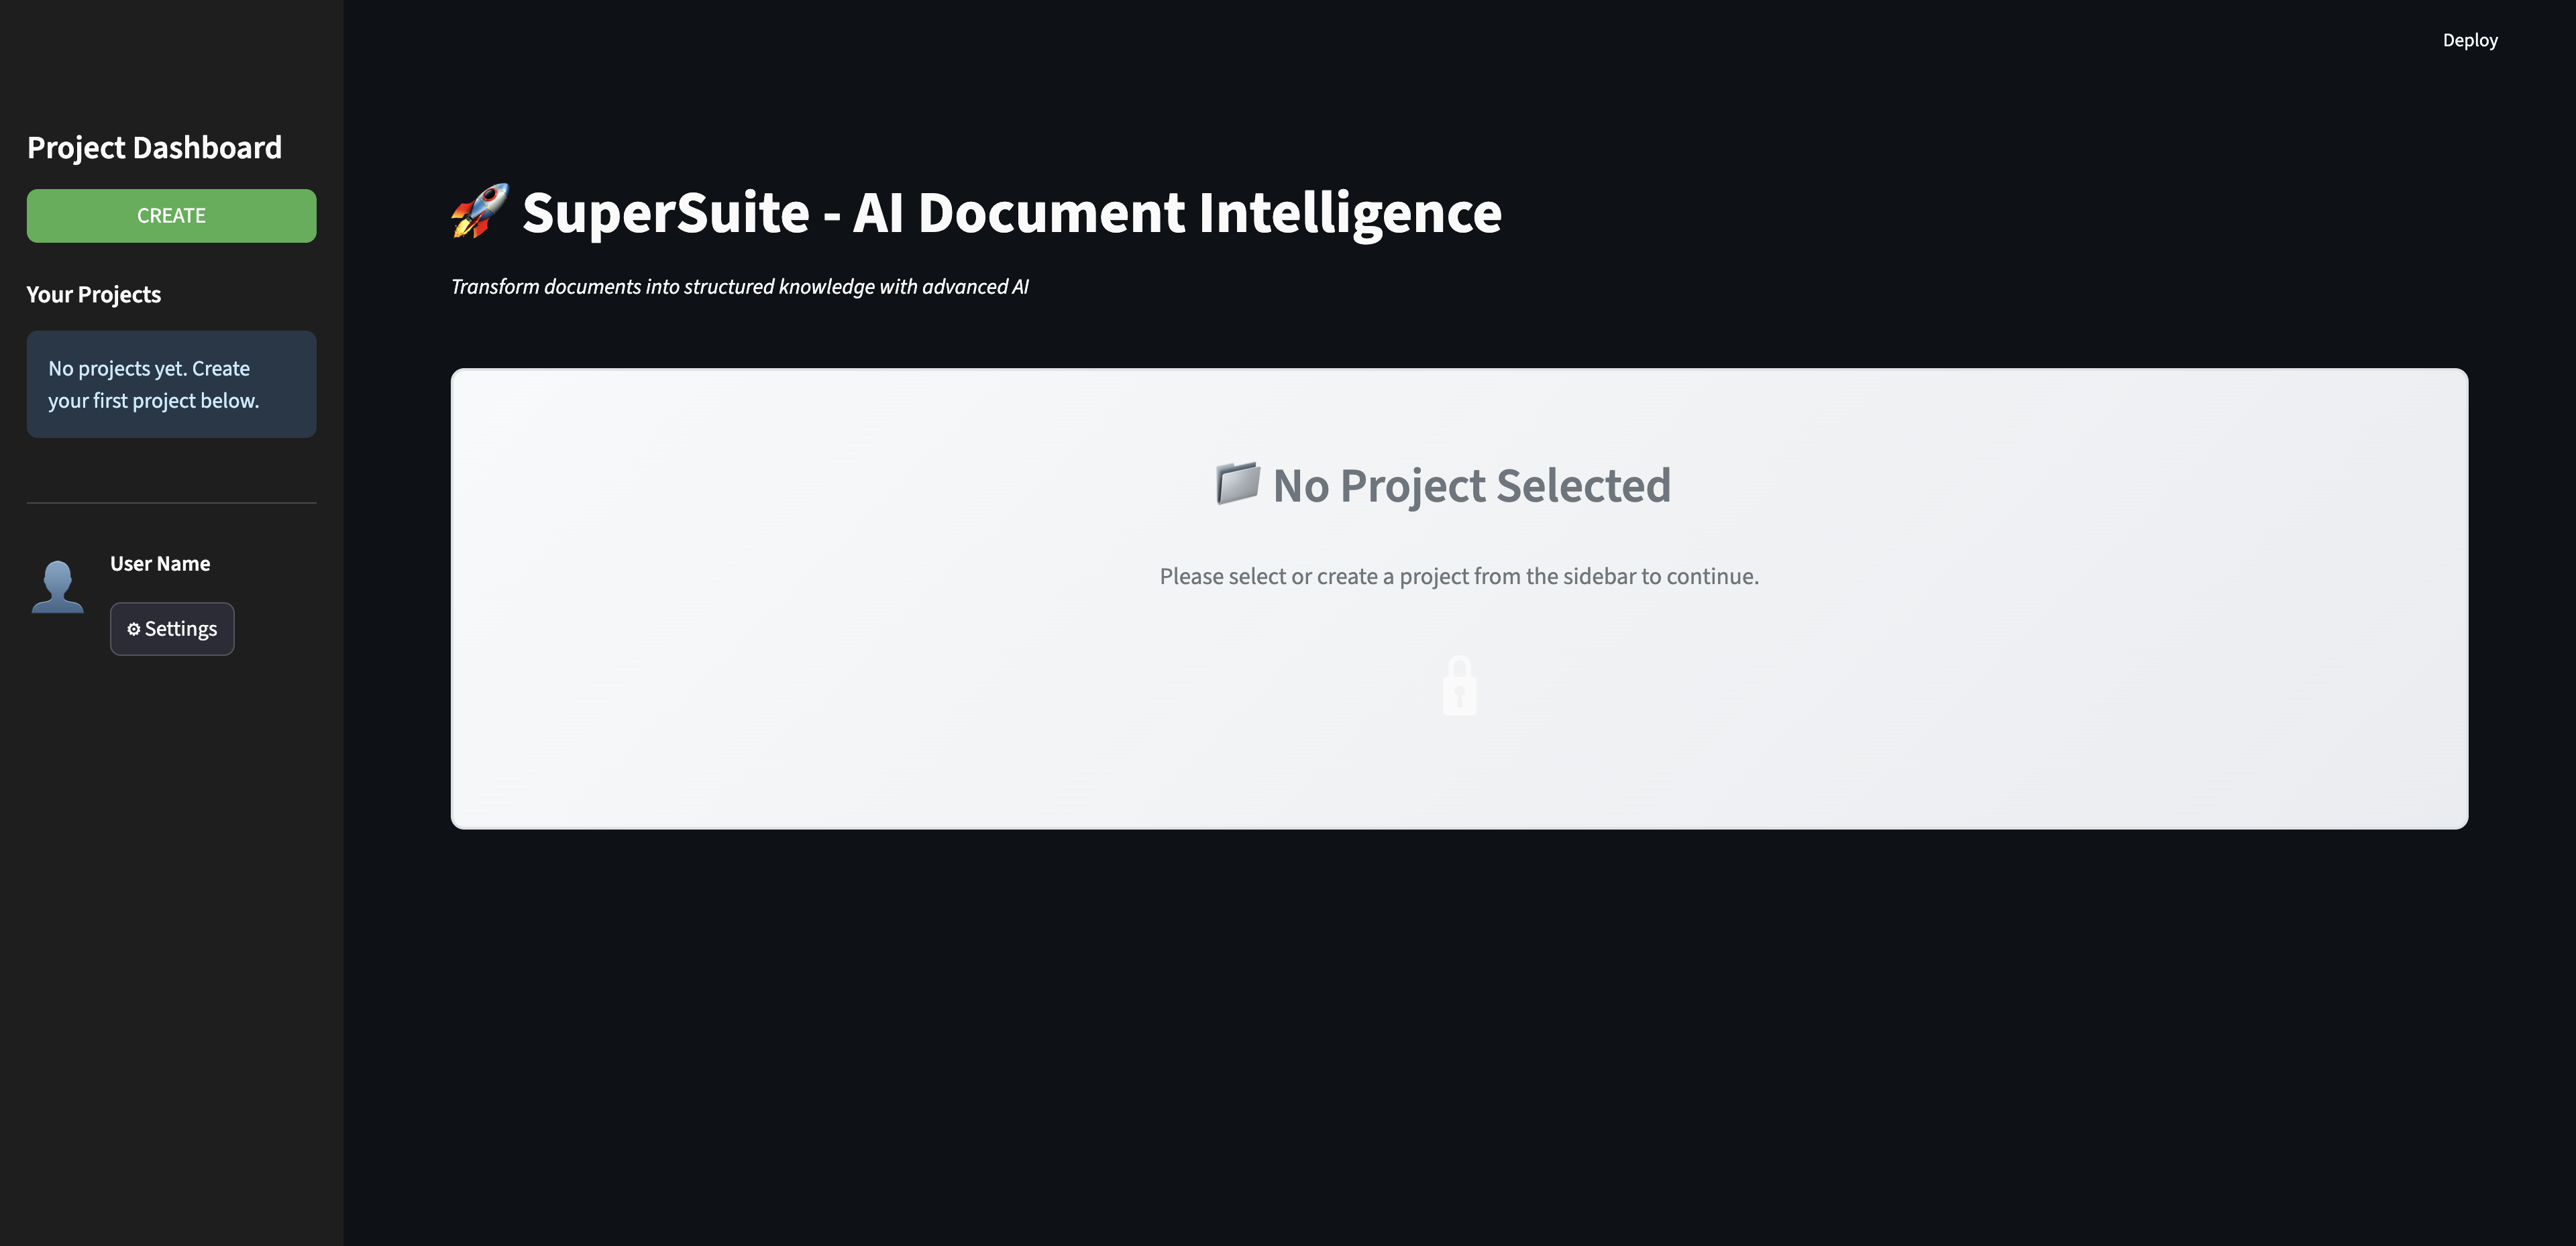 Deploy
Project Dashboard
CREATE
Your Projects
No projects yet. Create
your first project below.
User Name
⚙ Settings
🚀 SuperSuite - AI Document Intelligence
Transform documents into structured knowledge with advanced AI
📁 No Project Selected
Please select or create a project from the sidebar to continue.